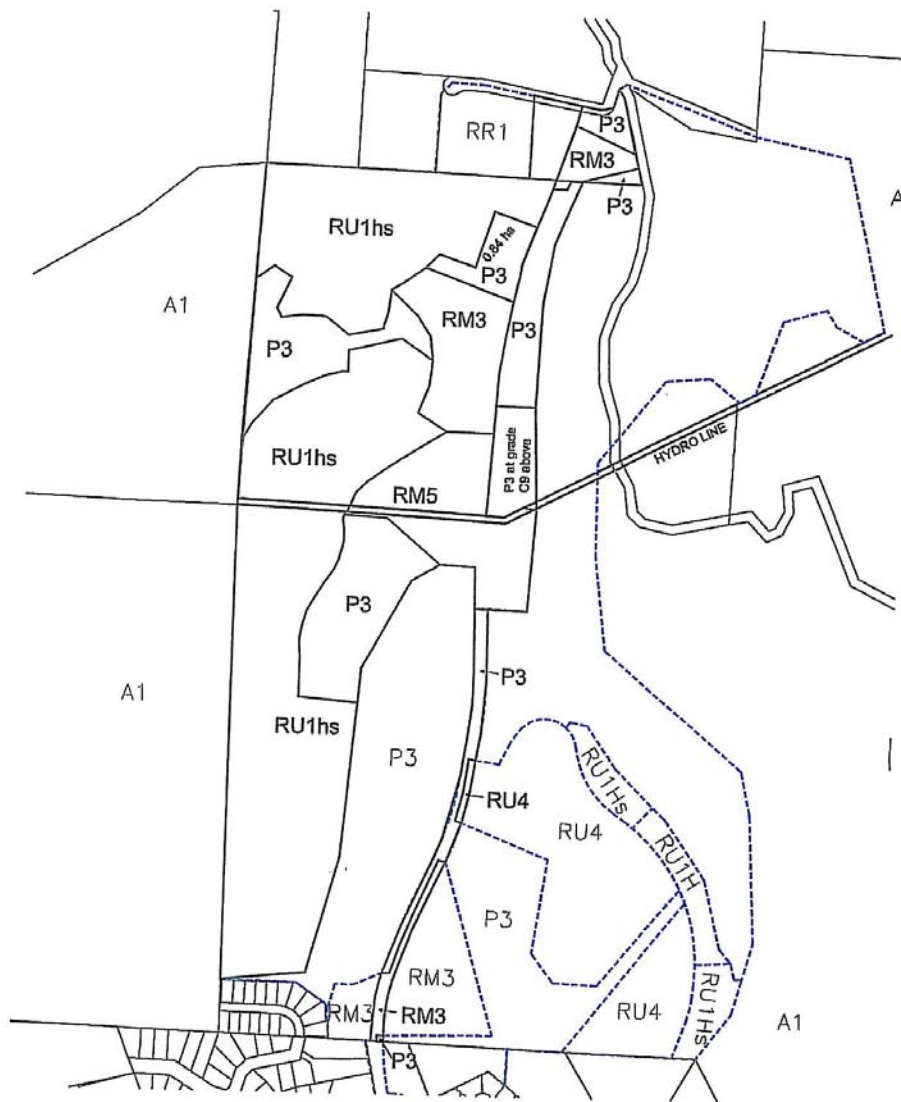 P3
RR1
RM3
P3
A
RU1hs
0.84 ha
P3
A1
RM3
P3
P3
HYDRO LINE
RU1hs
P3 at grade
C9 above
RM5
P3
P3
A1
RU1hs
P3
RU1Hs
RU4
RU4
RU1H
P3
RM3
RU1Hs
RM3
RM3
RU4
A1
P3